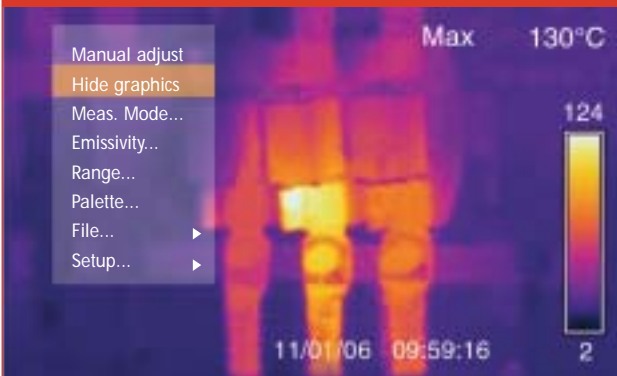 Max 130°C
Manual adjust
Hide graphics
Meas. Mode...
Emissivity...
Range...
Palette...
File...
Setup...
124
2
11/01/06 09:59:16